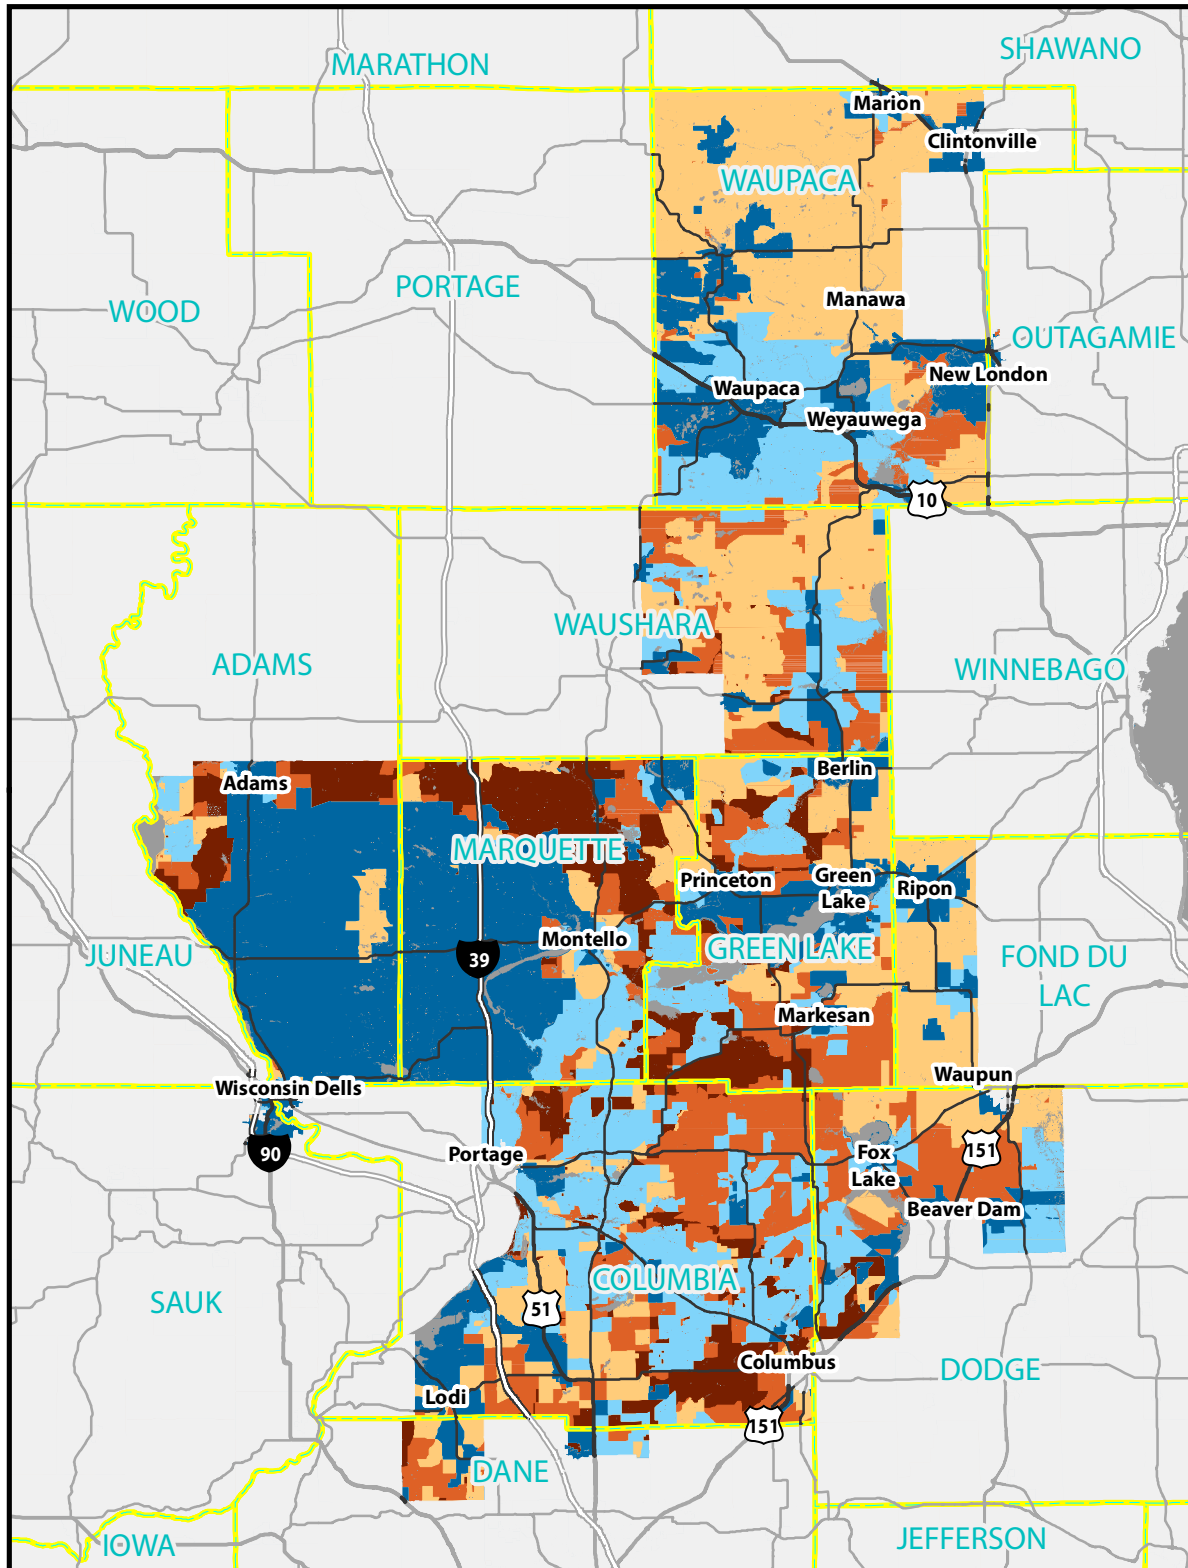 SHAWANO
MARATHON
Marion
Clintonville
WAUPACA
PORTAGE
Manawa
WOOD
OUTAGAMIE
New London
Waupaca
Weyauwega
10
WAUSHARA
ADAMS
WINNEBAGO
Berlin
Adams
MARQUETTE
Princeton
Green
Lake
Ripon
Montello
GREEN LAKE
JUNEAU
39
FOND DU
LAC
Markesan
Waupun
Wisconsin Dells
90
Portage
Fox
Lake
151
Beaver Dam
COLUMBIA
SAUK
51
Columbus
DODGE
Lodi
151
DANE
IOWA
JEFFERSON